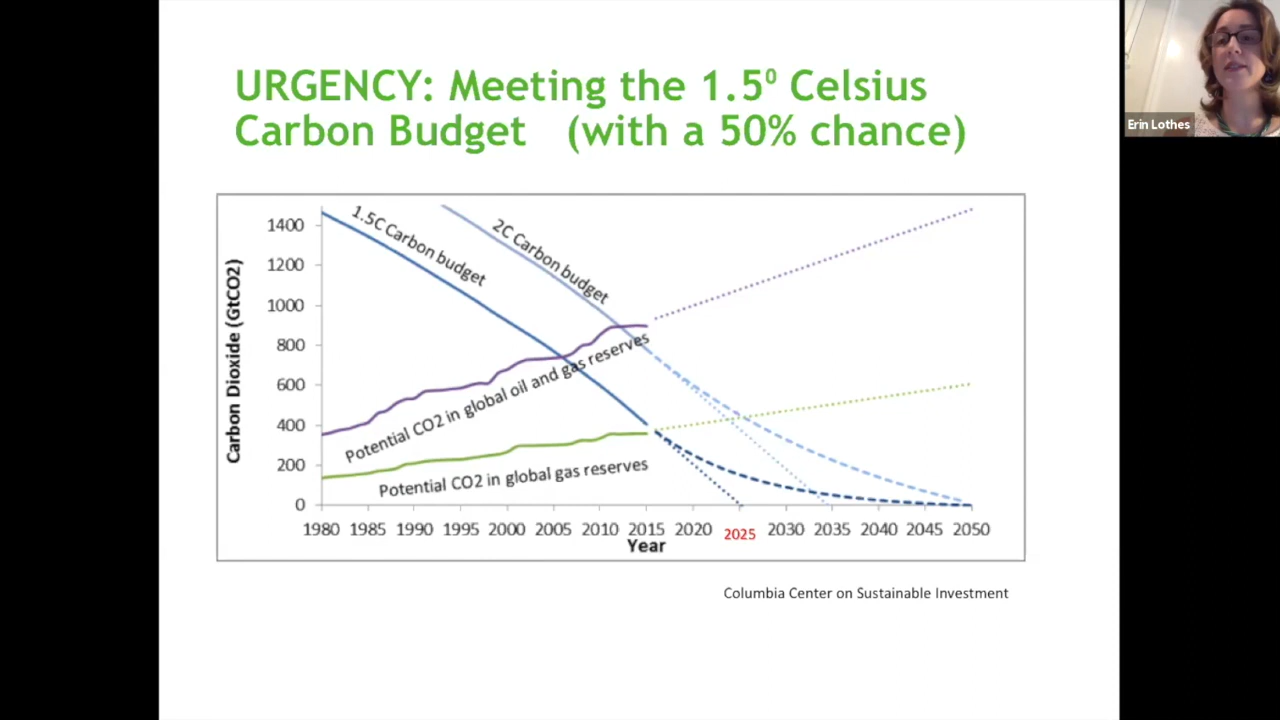 URGENCY: Meeting the 1.5⁰ Celsius
Carbon Budget (with a 50% chance)
Erin Lothes
Carbon Dioxide (GtCO2)
1400
1200
1000
800
600
400
200
0
1.5C Carbon budget
2C Carbon budget
Potential CO2 in global oil and gas reserves
Potential CO2 in global gas reserves
1980 1985 1990 1995 2000 2005 2010 2015 2020 2025 2030 2035 2040 2045 2050
Year
Columbia Center on Sustainable Investment